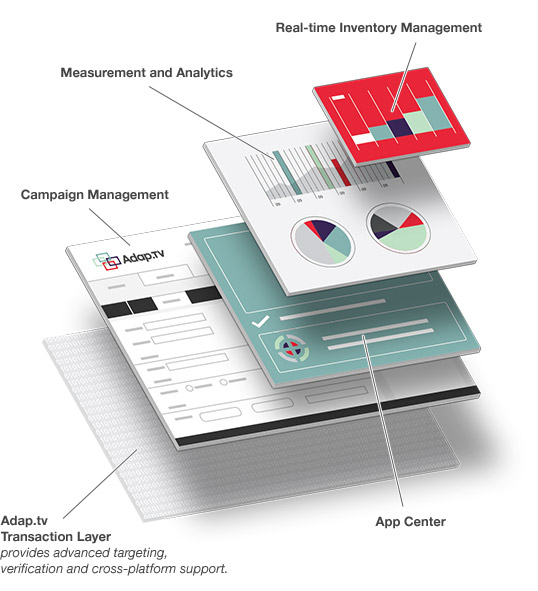 Real-time Inventory Management
Measurement and Analytics
Campaign Management
Adap.tv
App Center
Adap.tv
Transaction Layer
provides advanced targeting,
verification and cross-platform support.